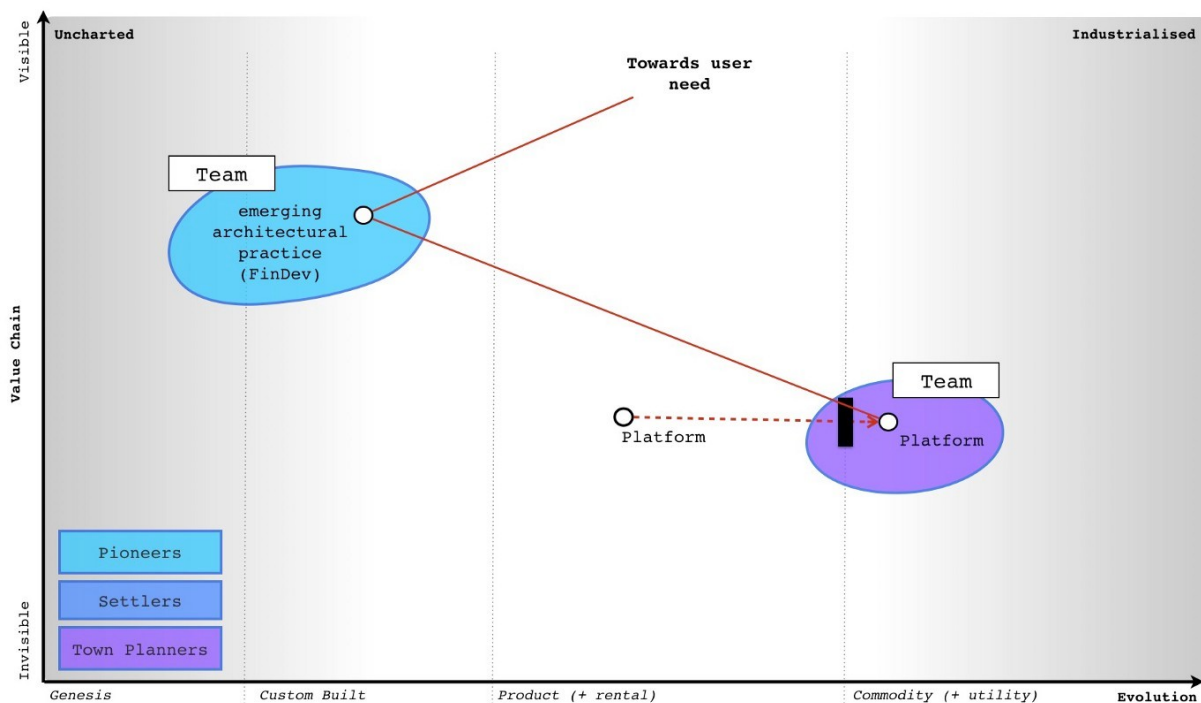 Uncharted
Industrialised
Visible
Towards user
need
Team
emerging
architectural
practice
(FinDev)
Value Chain
Team
Platform
Platform
Pioneers
Settlers
Town Planners
Invisible
Genesis
Custom Built
Product (+ rental)
Commodity (+ utility)
Evolution